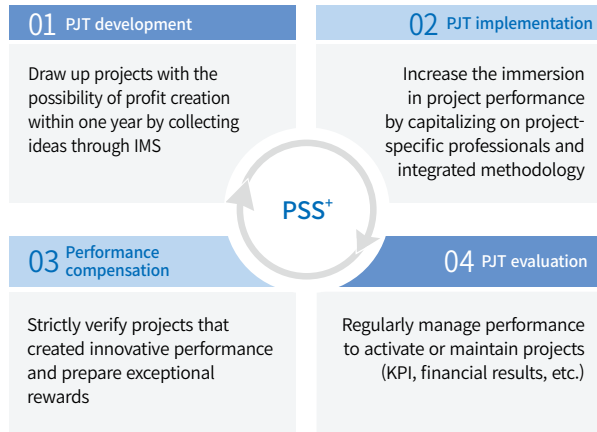 01 PJT development
Draw up projects with the
possibility of profit creation
within one year by collecting
ideas through IMS
02 PJT implementation
Increase the immersion
in project performance
by capitalizing on project-
specific professionals and
integrated methodology
PSS+
03 Performance
compensation
Strictly verify projects that
created innovative performance
and prepare exceptional
rewards
04 PJT evaluation
Regularly manage performance
to activate or maintain projects
(KPI, financial results, etc.)